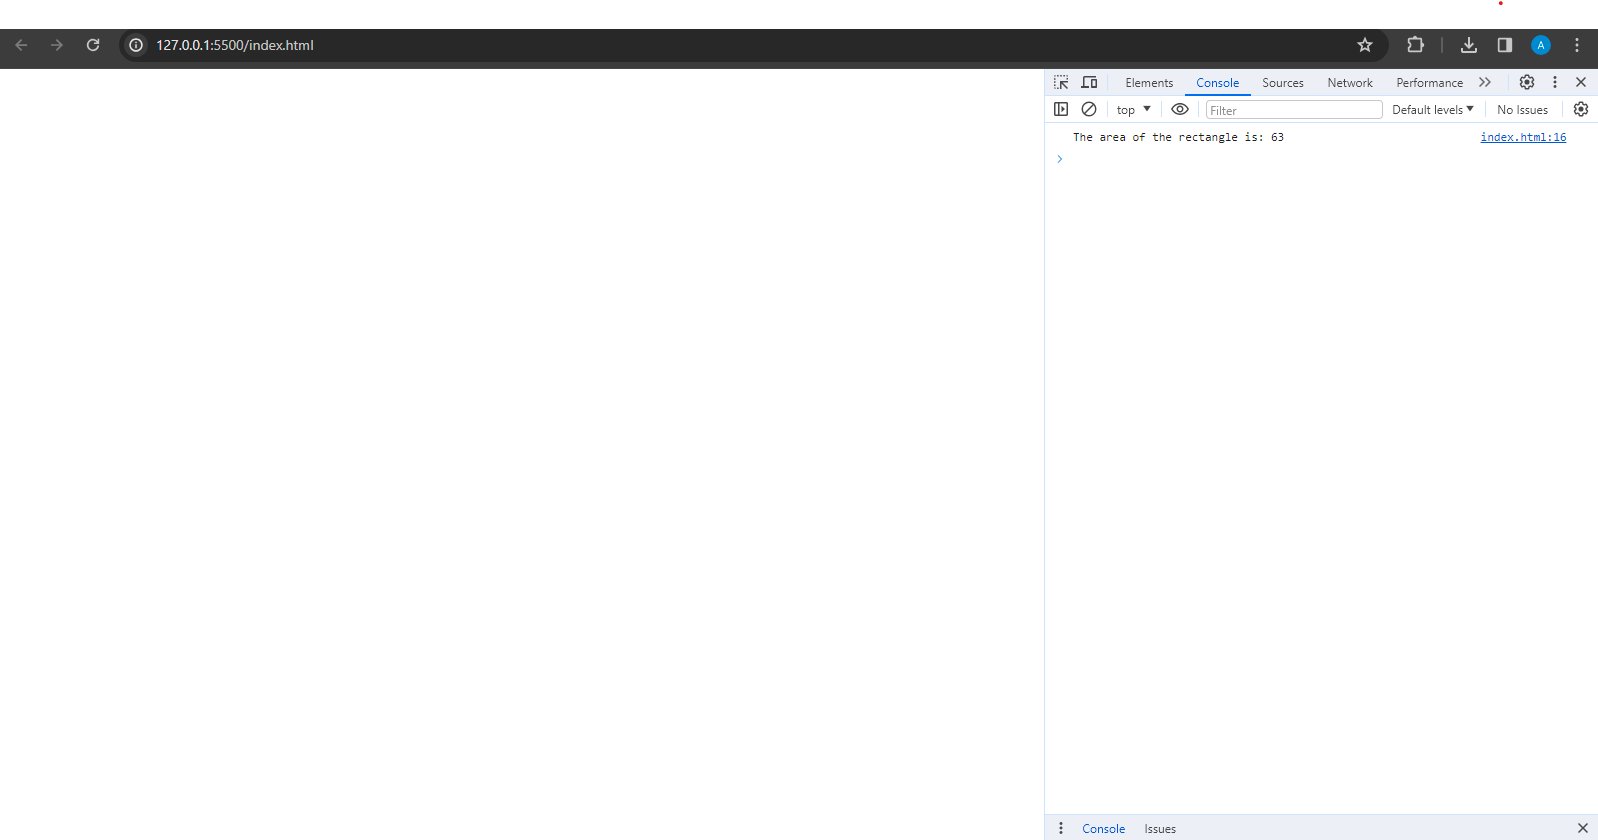 127.0.0.1:5500/index.html
A
Elements Console Sources Network Performance
top Filter Default levels No Issues
The area of the rectangle is: 63 index.html:16
Console Issues